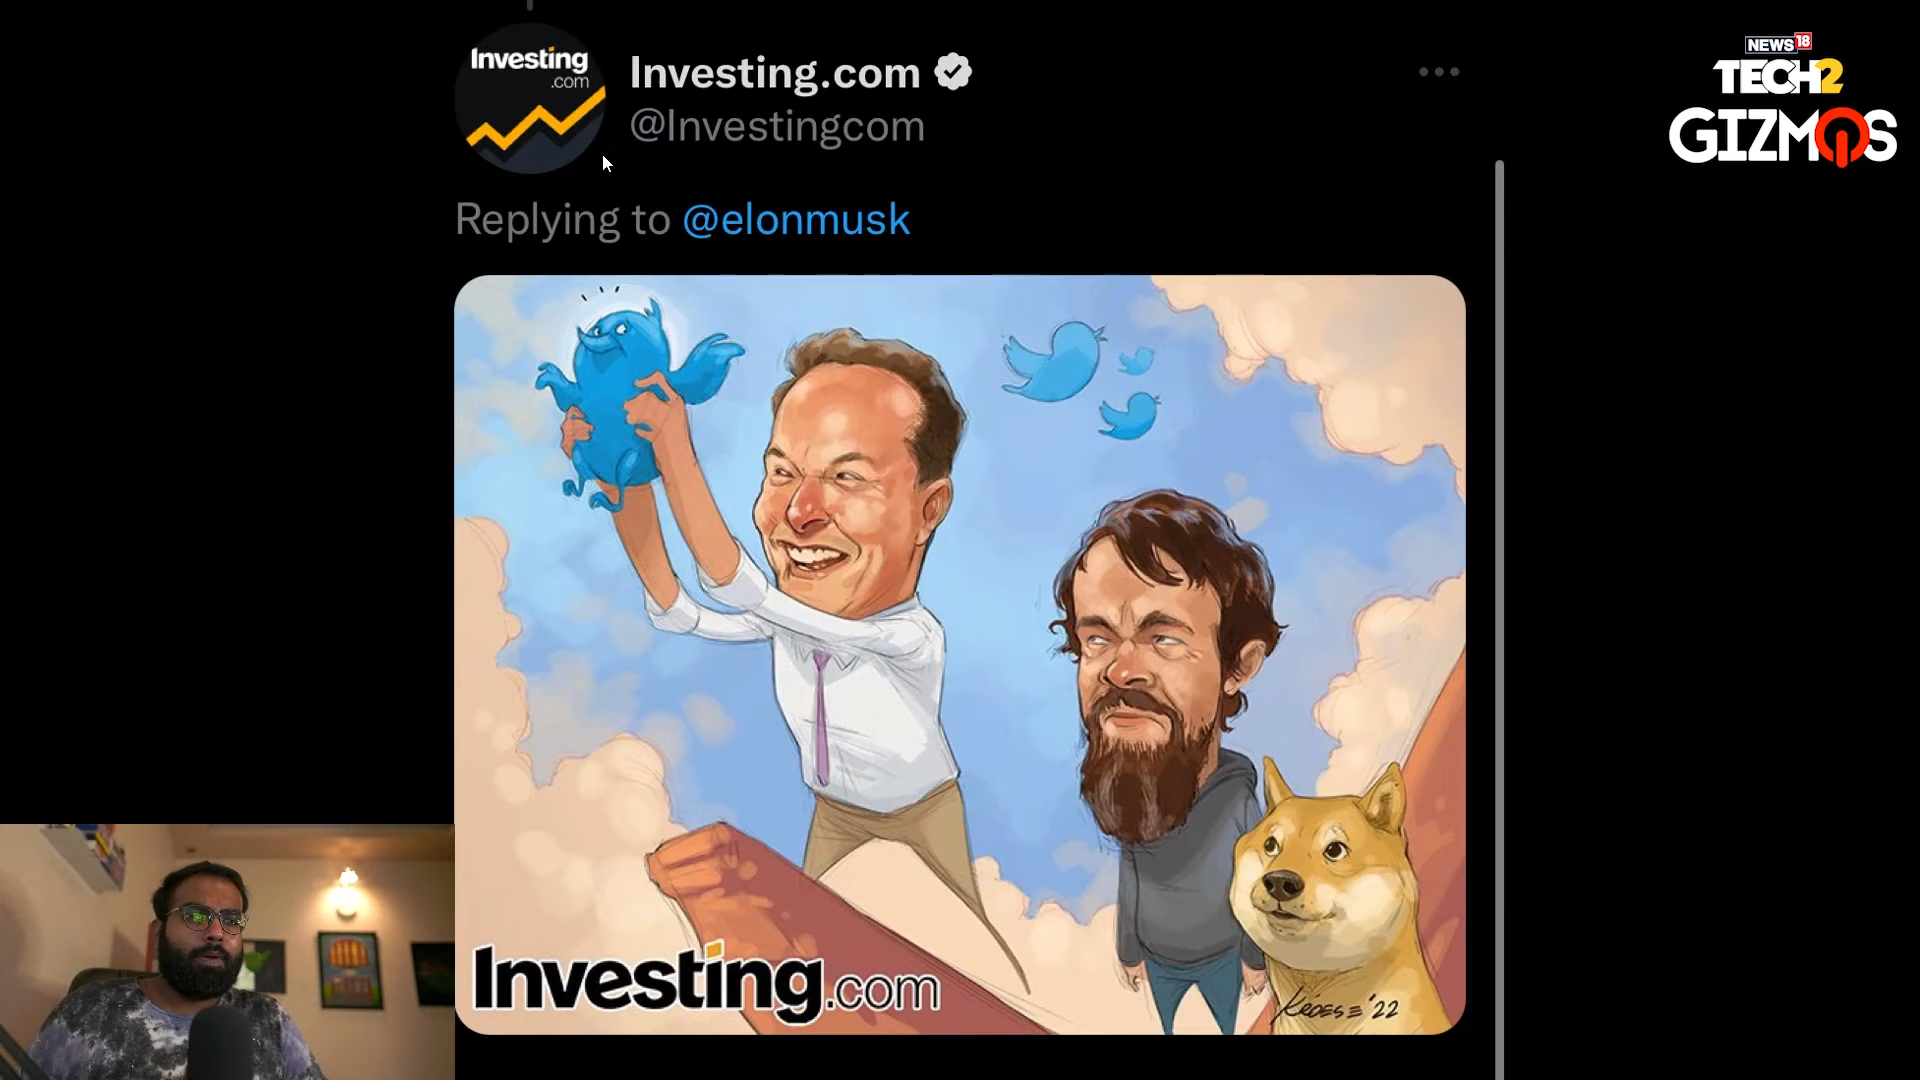 Investing
.com
Investing.com
@Investingcom
Replying to @elonmusk
NEWS18
TECH2
GIZMOS
Investing.com
KROESE '22